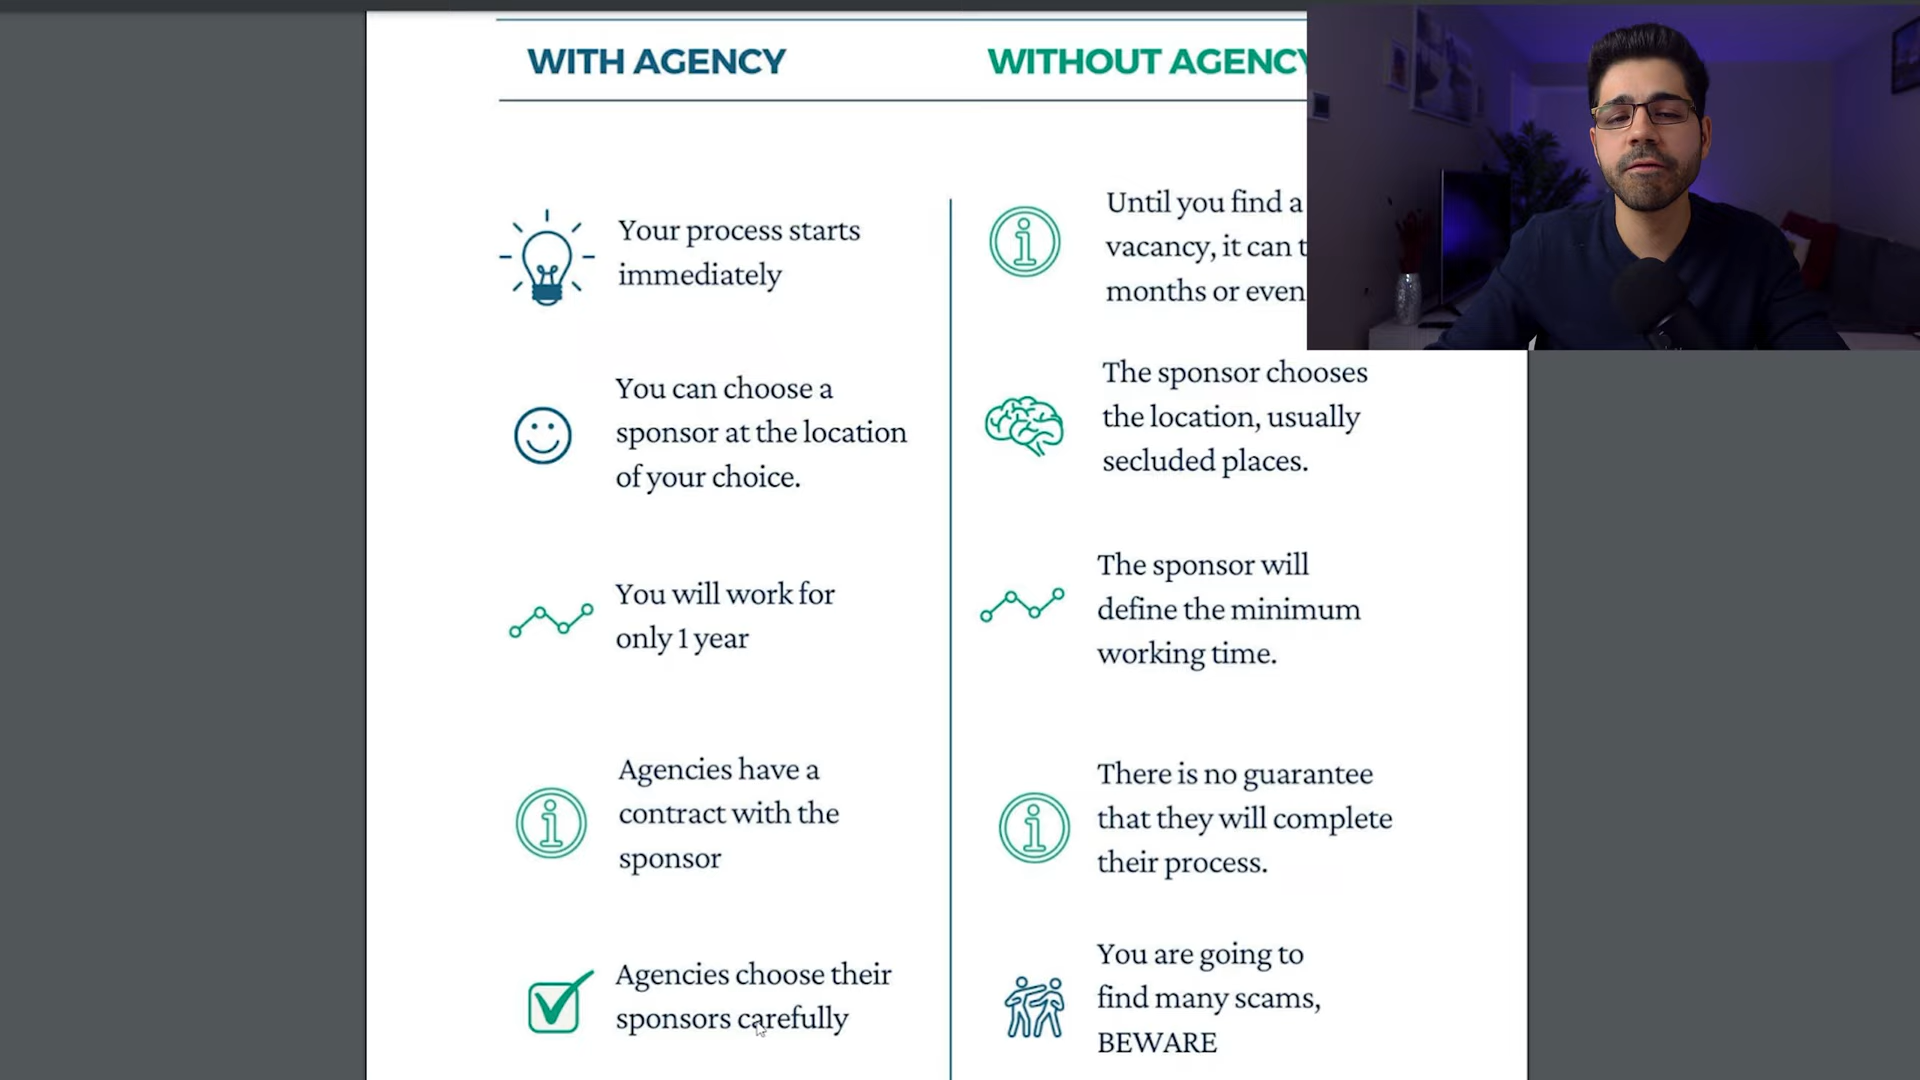 WITH AGENCY
Your process starts
immediately
You can choose a
sponsor at the location
of your choice.
You will work for
only 1 year
Agencies have a
contract with the
sponsor
Agencies choose their
sponsors carefully
WITHOUT AGENCY
Until you find a
vacancy, it can
months or even
The sponsor chooses
the location, usually
secluded places.
The sponsor will
define the minimum
working time.
There is no guarantee
that they will complete
their process.
You are going to
find many scams,
BEWARE